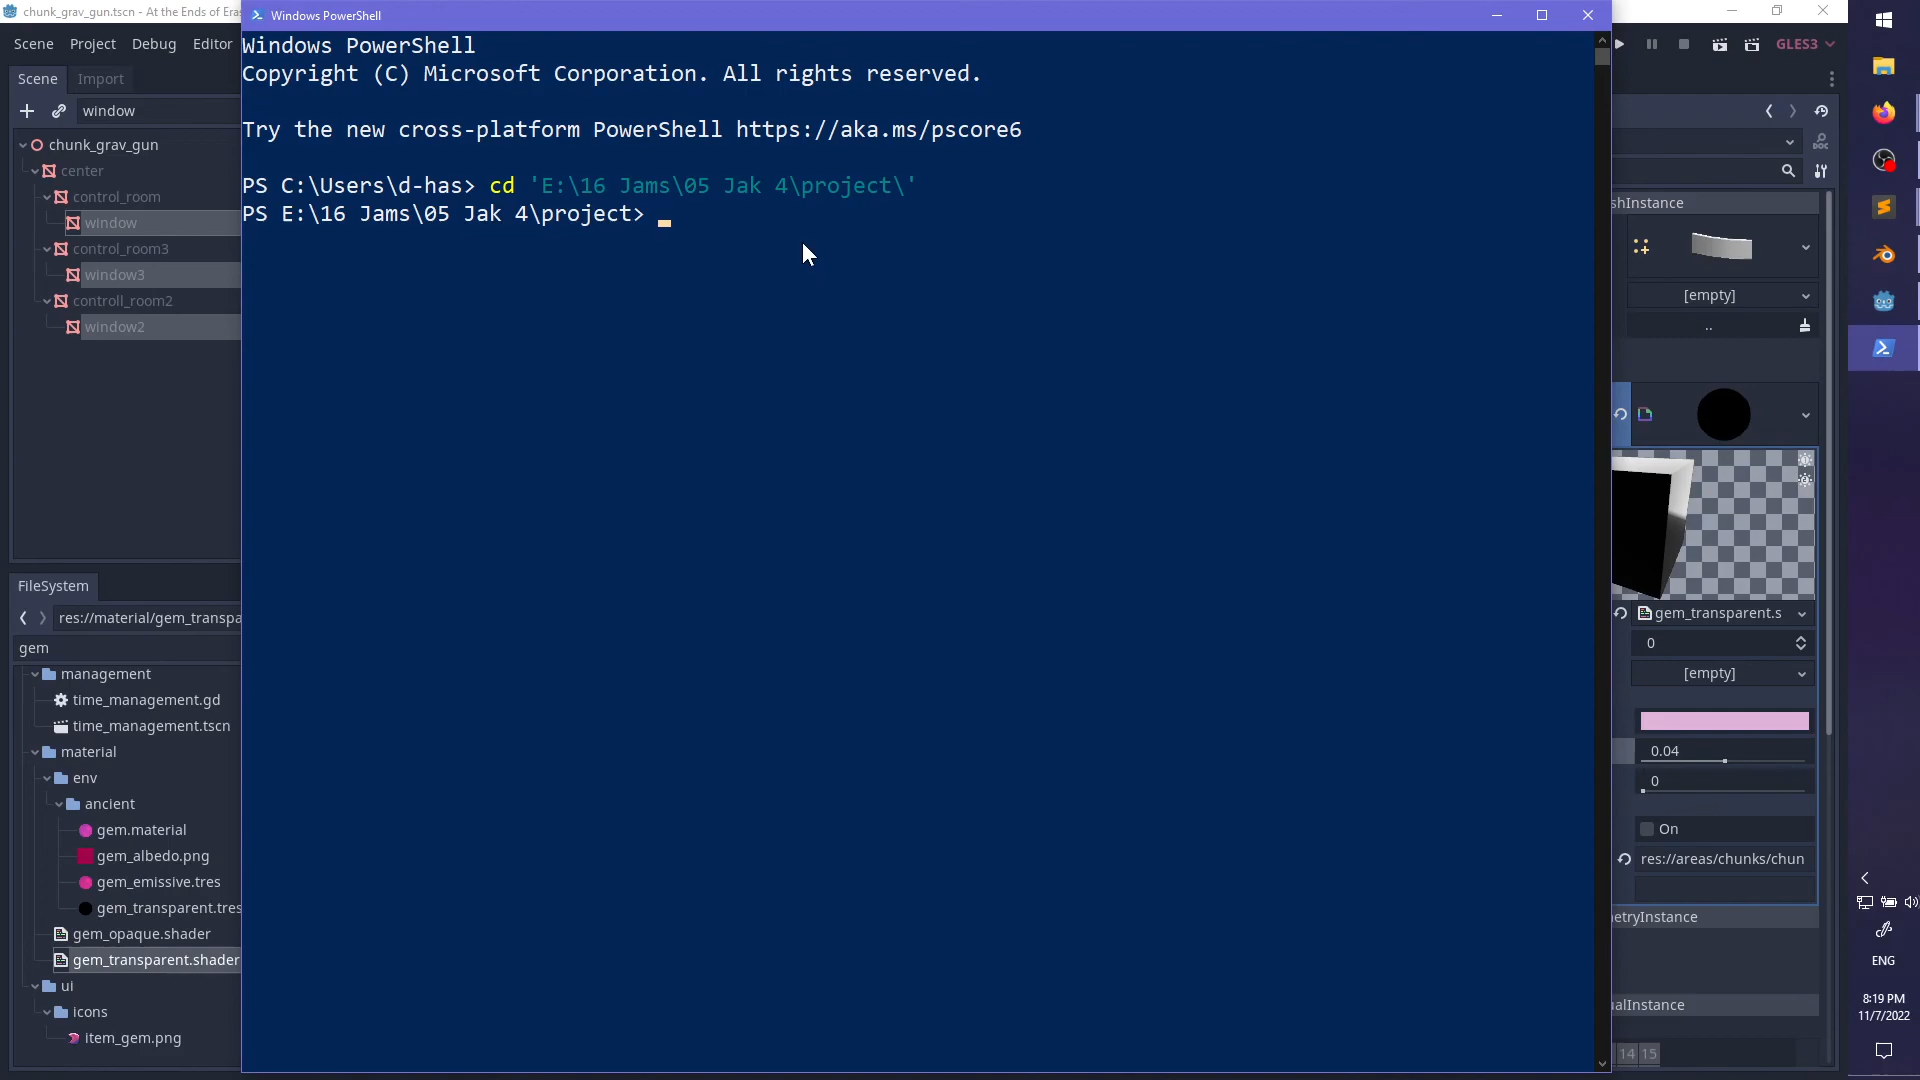 chunk_grav_gun.tscn - At the Ends of Era
Windows PowerShell
Scene Project Debug Editor
GLES3
Scene Import
window
chunk_grav_gun
center
control_room
window
control_room3
window3
controll_room2
window2
Windows PowerShell
Copyright (C) Microsoft Corporation. All rights reserved.
Try the new cross-platform PowerShell https://aka.ms/pscore6
PS C:\Users\d-has> cd 'E:\16 Jams\05 Jak 4\project\'
PS E:\16 Jams\05 Jak 4\project>
FileSystem
res://material/gem_transpa
gem
management
time_management.gd
time_management.tscn
material
env
ancient
gem.material
gem_albedo.png
gem_emissive.tres
gem_transparent.tres
gem_opaque.shader
gem_transparent.shader
ui
icons
item_gem.png
shInstance
[empty]
..
gem_transparent.s
0
[empty]
0.04
0
On
res://areas/chunks/chun
etryInstance
alInstance
14 15
ENG
8:19 PM
11/7/2022